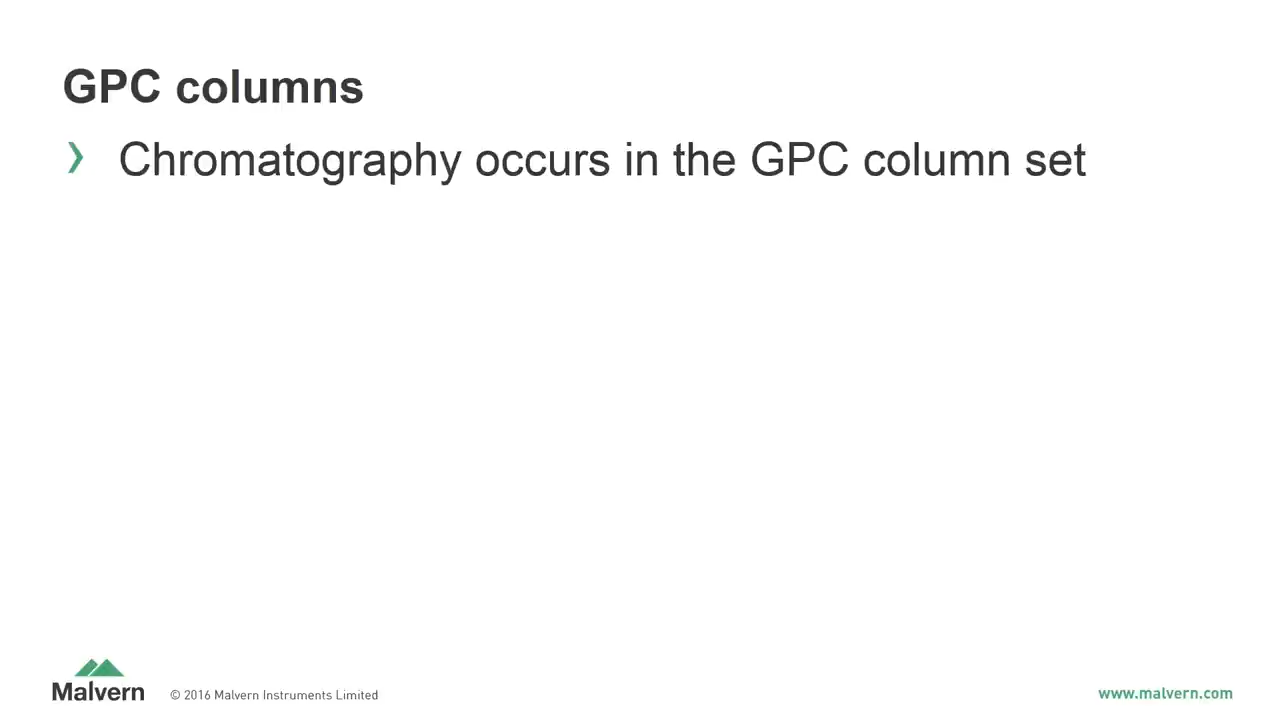 GPC columns
Chromatography occurs in the GPC column set
Malvern
© 2016 Malvern Instruments Limited
www.malvern.com